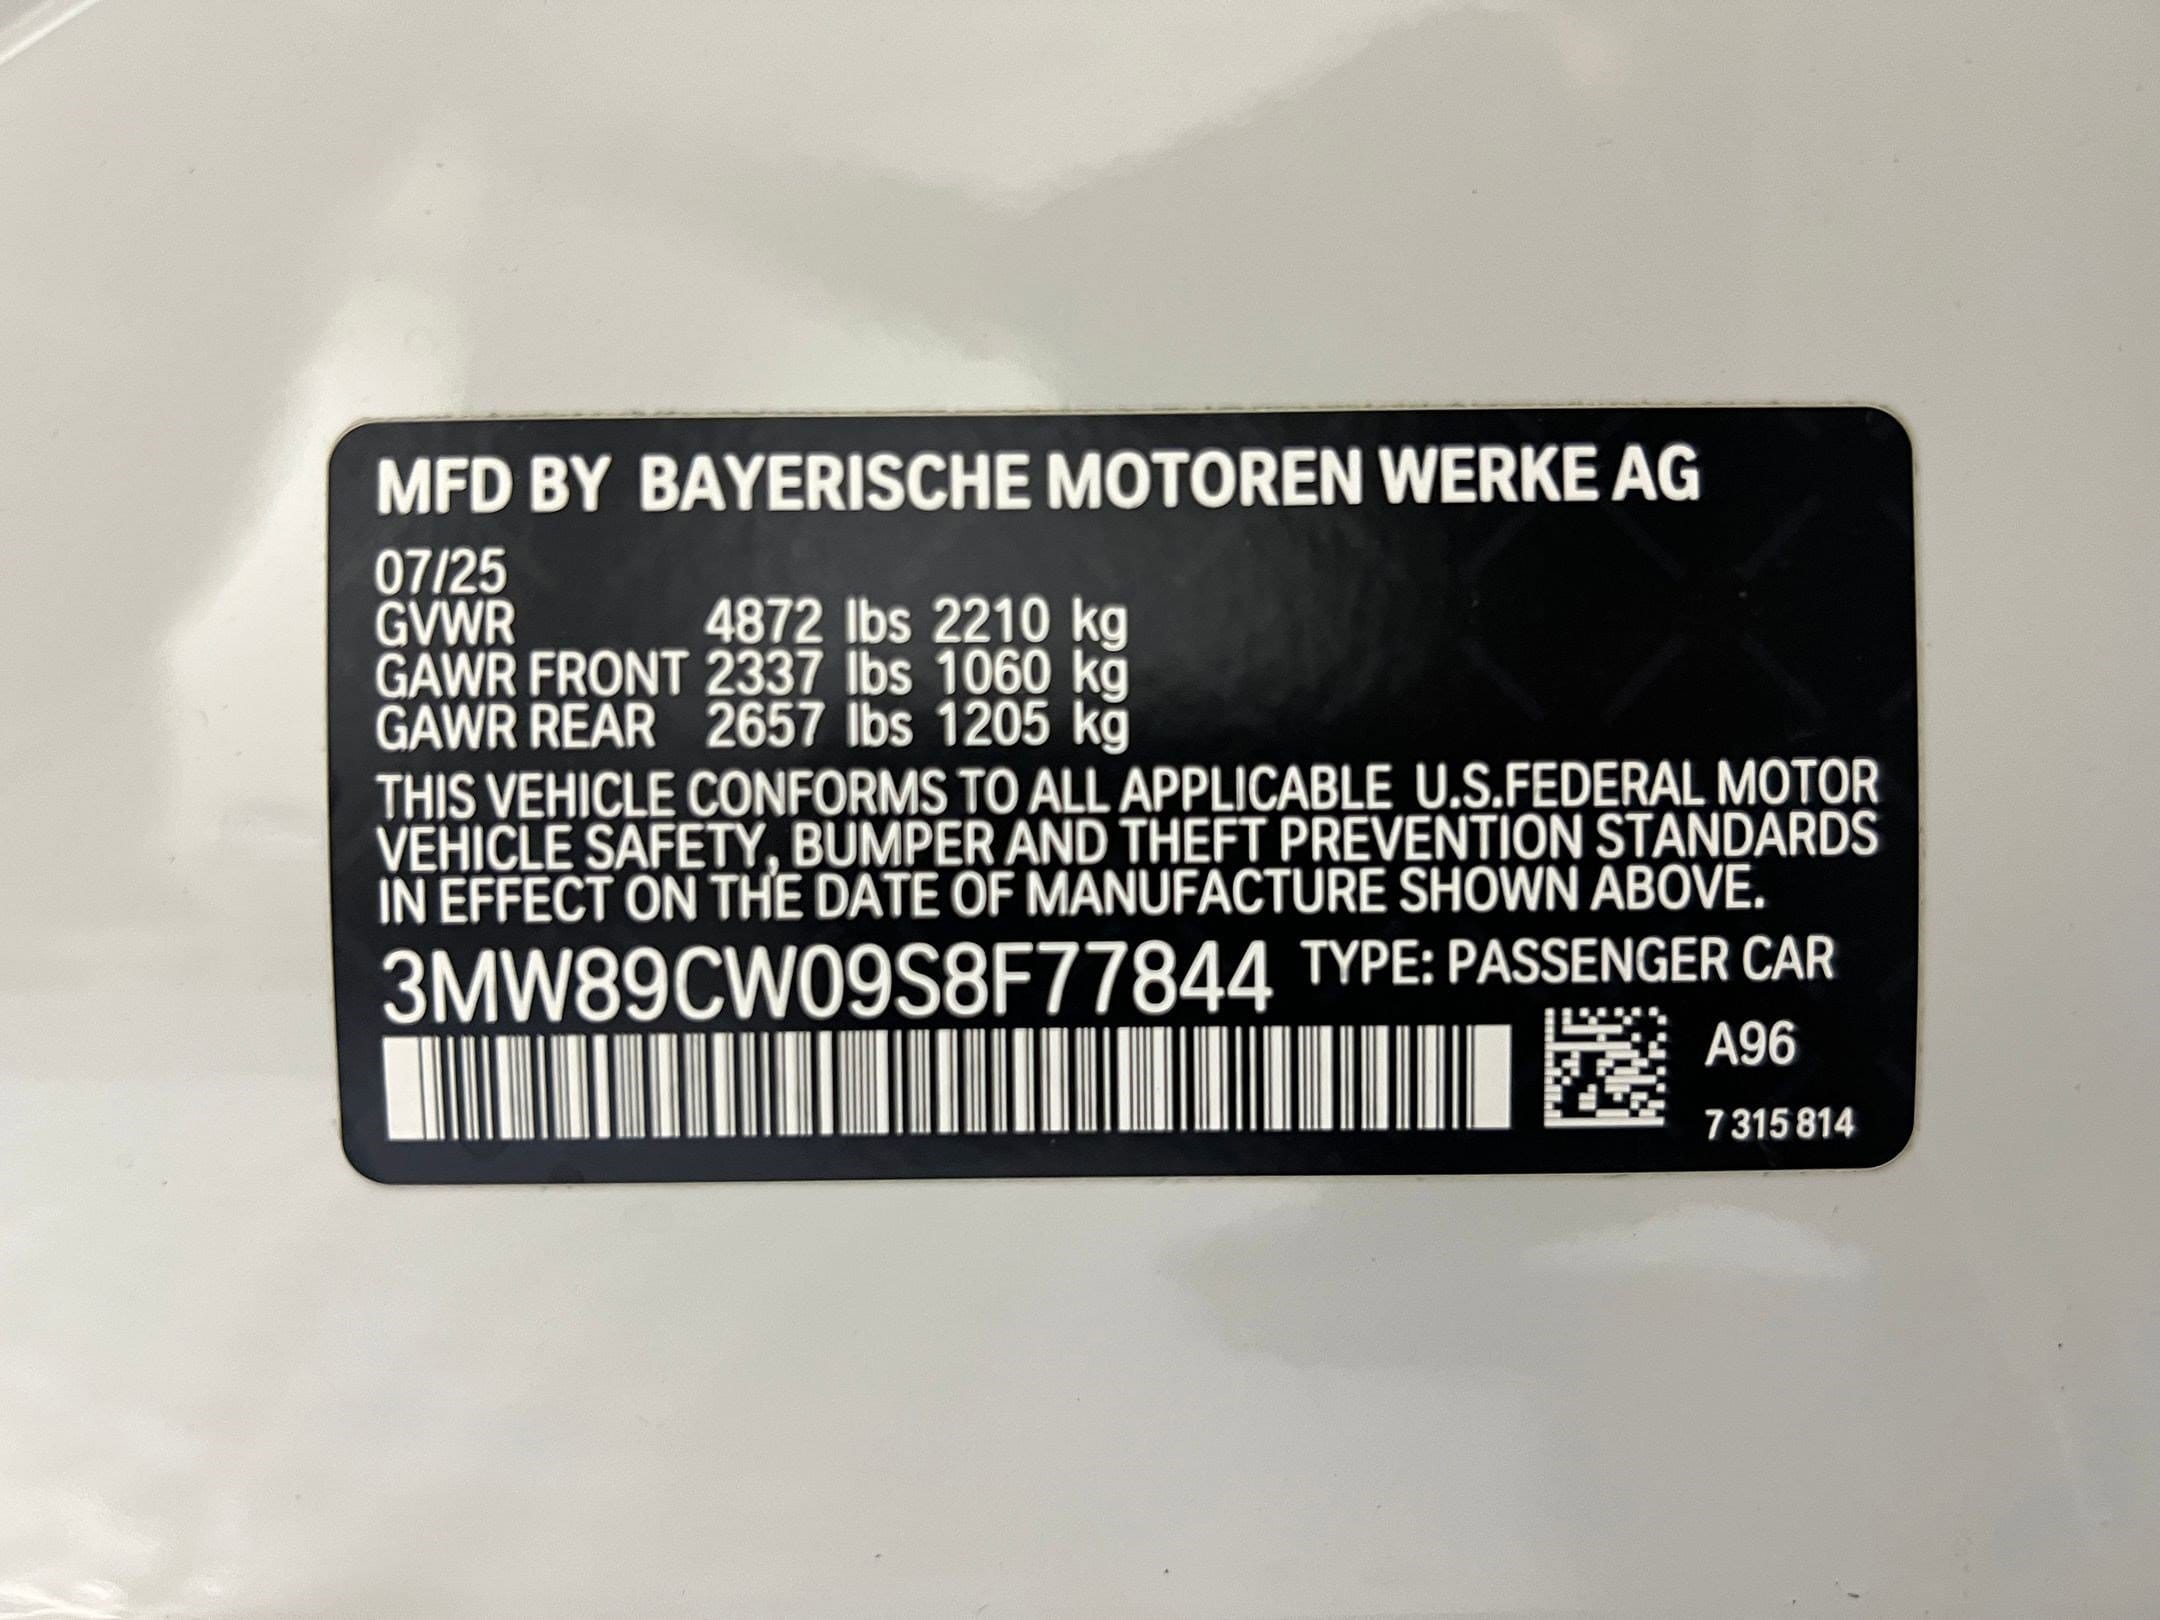 MFD BY BAYERISCHE MOTOREN WERKE AG
07/25
GVWR 4872 lbs 2210 kg
GAWR FRONT 2337 lbs 1060 kg
GAWR REAR 2657 lbs 1205 kg
THIS VEHICLE CONFORMS TO ALL APPLICABLE U.S.FEDERAL MOTOR
VEHICLE SAFETY, BUMPER AND THEFT PREVENTION STANDARDS
IN EFFECT ON THE DATE OF MANUFACTURE SHOWN ABOVE.
3MW89CW09S8F77844 TYPE: PASSENGER CAR
A96
7 315 814